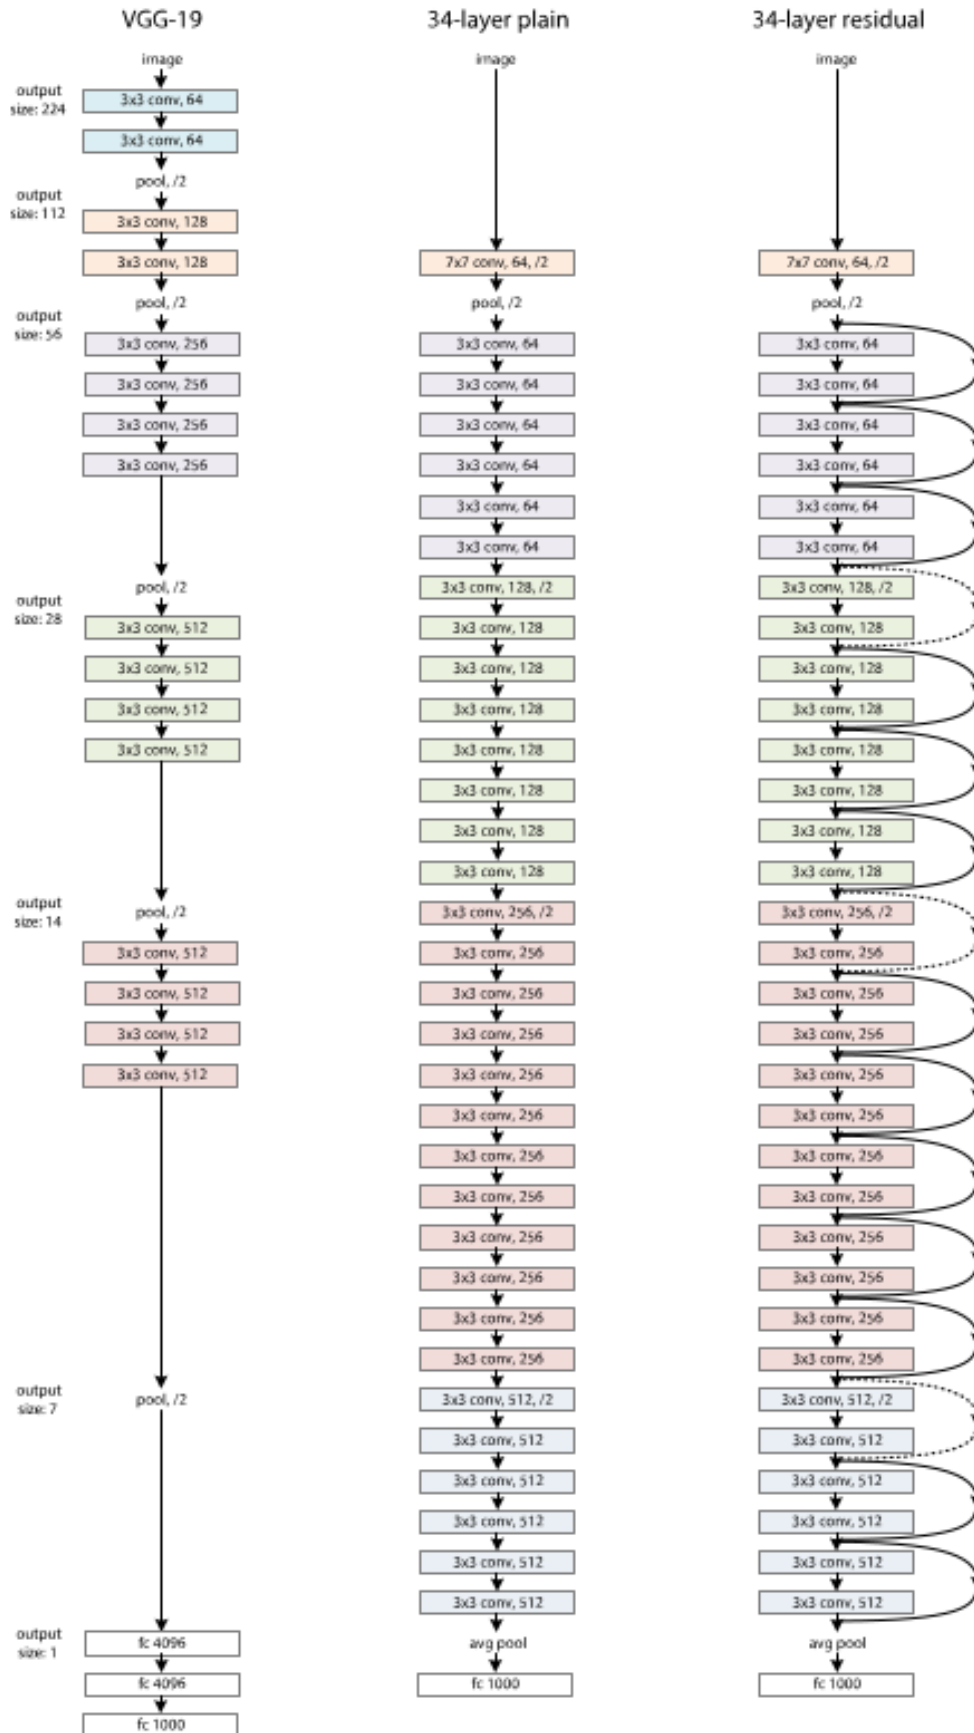 VGG-19
34-layer plain
34-layer residual
output
size: 224
output
size: 112
output
size: 56
output
size: 28
output
size: 14
output
size: 7
output
size: 1
image
3x3 conv, 64
3x3 conv, 64
pool, /2
3x3 conv, 128
3x3 conv, 128
pool, /2
3x3 conv, 256
3x3 conv, 256
3x3 conv, 256
3x3 conv, 256
pool, /2
3x3 conv, 512
3x3 conv, 512
3x3 conv, 512
3x3 conv, 512
pool, /2
3x3 conv, 512
3x3 conv, 512
3x3 conv, 512
3x3 conv, 512
pool, /2
fc 4096
fc 4096
fc 1000
image
7x7 conv, 64, /2
pool, /2
3x3 conv, 64
3x3 conv, 64
3x3 conv, 64
3x3 conv, 64
3x3 conv, 64
3x3 conv, 64
3x3 conv, 128, /2
3x3 conv, 128
3x3 conv, 128
3x3 conv, 128
3x3 conv, 128
3x3 conv, 128
3x3 conv, 128
3x3 conv, 128
3x3 conv, 256, /2
3x3 conv, 256
3x3 conv, 256
3x3 conv, 256
3x3 conv, 256
3x3 conv, 256
3x3 conv, 256
3x3 conv, 256
3x3 conv, 256
3x3 conv, 256
3x3 conv, 256
3x3 conv, 256
3x3 conv, 512, /2
3x3 conv, 512
3x3 conv, 512
3x3 conv, 512
3x3 conv, 512
3x3 conv, 512
avg pool
fc 1000
image
7x7 conv, 64, /2
pool, /2
3x3 conv, 64
3x3 conv, 64
3x3 conv, 64
3x3 conv, 64
3x3 conv, 64
3x3 conv, 64
3x3 conv, 128, /2
3x3 conv, 128
3x3 conv, 128
3x3 conv, 128
3x3 conv, 128
3x3 conv, 128
3x3 conv, 128
3x3 conv, 128
3x3 conv, 256, /2
3x3 conv, 256
3x3 conv, 256
3x3 conv, 256
3x3 conv, 256
3x3 conv, 256
3x3 conv, 256
3x3 conv, 256
3x3 conv, 256
3x3 conv, 256
3x3 conv, 256
3x3 conv, 256
3x3 conv, 512, /2
3x3 conv, 512
3x3 conv, 512
3x3 conv, 512
3x3 conv, 512
3x3 conv, 512
avg pool
fc 1000